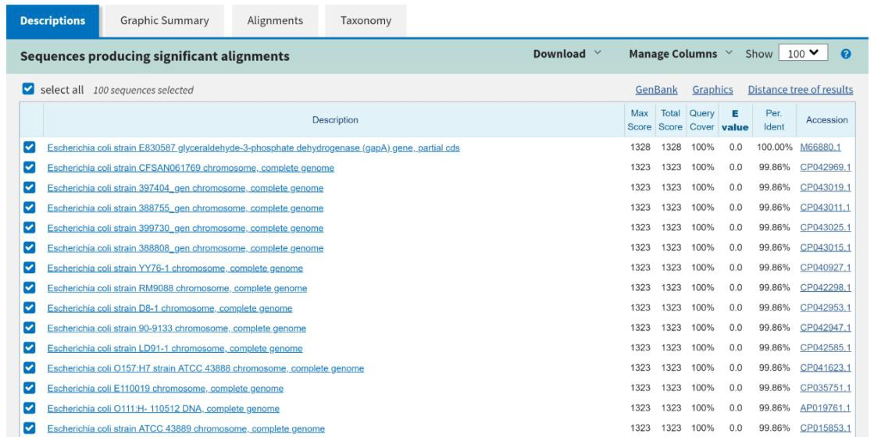 Descriptions Graphic Summary Alignments Taxonomy
Sequences producing significant alignments Download Manage Columns Show 100 ?
select all 100 sequences selected GenBank Graphics Distance tree of results
Description Max Score Total Score Query Cover E value Per. Ident Accession
Escherichia coli strain E830587 glyceraldehyde-3-phosphate dehydrogenase (gapA) gene, partial cds 1328 1328 100% 0.0 100.00% M66880.1
Escherichia coli strain CFSAN061769 chromosome, complete genome 1323 1323 100% 0.0 99.86% CP042969.1
Escherichia coli strain 397404_gen chromosome, complete genome 1323 1323 100% 0.0 99.86% CP043019.1
Escherichia coli strain 388755_gen chromosome, complete genome 1323 1323 100% 0.0 99.86% CP043011.1
Escherichia coli strain 399730_gen chromosome, complete genome 1323 1323 100% 0.0 99.86% CP043025.1
Escherichia coli strain 388808_gen chromosome, complete genome 1323 1323 100% 0.0 99.86% CP043015.1
Escherichia coli strain YY76-1 chromosome, complete genome 1323 1323 100% 0.0 99.86% CP040927.1
Escherichia coli strain RM9088 chromosome, complete genome 1323 1323 100% 0.0 99.86% CP042298.1
Escherichia coli strain D8-1 chromosome, complete genome 1323 1323 100% 0.0 99.86% CP042953.1
Escherichia coli strain 90-9133 chromosome, complete genome 1323 1323 100% 0.0 99.86% CP042947.1
Escherichia coli strain LD91-1 chromosome, complete genome 1323 1323 100% 0.0 99.86% CP042585.1
Escherichia coli O157:H7 strain ATCC 43888 chromosome, complete genome 1323 1323 100% 0.0 99.86% CP041623.1
Escherichia coli E110019 chromosome, complete genome 1323 1323 100% 0.0 99.86% CP035751.1
Escherichia coli O111:H- 110512 DNA, complete genome 1323 1323 100% 0.0 99.86% AP019761.1
Escherichia coli strain ATCC 43889 chromosome, complete genome 1323 1323 100% 0.0 99.86% CP015853.1